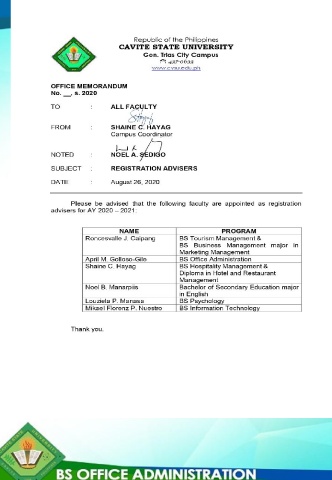 Republic of the Philippines
CAVITE STATE UNIVERSITY
Gen. Trias City Campus
www.cvsu.edu.ph
OFFICE MEMORANDUM
No. __, s. 2020
TO : ALL FACULTY
FROM : SHAINE C. HAYAG
Campus Coordinator
NOTED : NOEL A. SEDIGO
SUBJECT : REGISTRATION ADVISERS
DATE : August 26, 2020
Please be advised that the following faculty are appointed as registration
advisers for AY 2020 – 2021:
NAME PROGRAM
Roncesvalle J. Caipang BS Tourism Management &
BS Business Management major in
Marketing Management
April M. Golloso-Gile BS Office Administration
Shaine C. Hayag BS Hospitality Management &
Diploma in Hotel and Restaurant
Management
Noel B. Manarpiis Bachelor of Secondary Education major
in English
Louziela P. Manasa BS Psychology
Mikael Florenz P. Nuestro BS Information Technology
Thank you.
BS OFFICE ADMINISTRATION